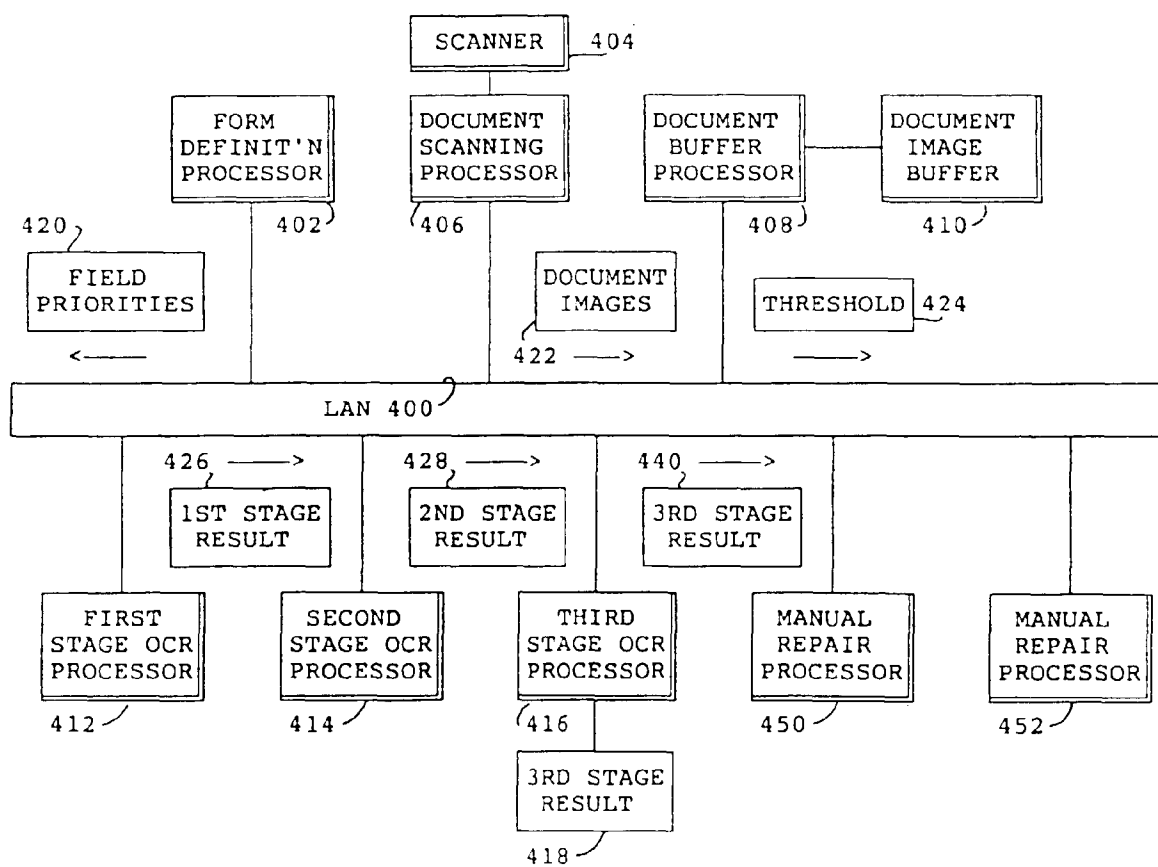 SCANNER
404
FORM
DEFINIT'N
PROCESSOR
402
DOCUMENT
SCANNING
PROCESSOR
406
DOCUMENT
BUFFER
PROCESSOR
408
DOCUMENT
IMAGE
BUFFER
410
420
FIELD
PRIORITIES
<——
DOCUMENT
IMAGES
422 ——>
THRESHOLD
424
——>
LAN 400
426 ——>
1ST STAGE
RESULT
428 ——>
2ND STAGE
RESULT
440 ——>
3RD STAGE
RESULT
FIRST
STAGE OCR
PROCESSOR
412
SECOND
STAGE OCR
PROCESSOR
414
THIRD
STAGE OCR
PROCESSOR
416
MANUAL
REPAIR
PROCESSOR
450
MANUAL
REPAIR
PROCESSOR
452
3RD STAGE
RESULT
418